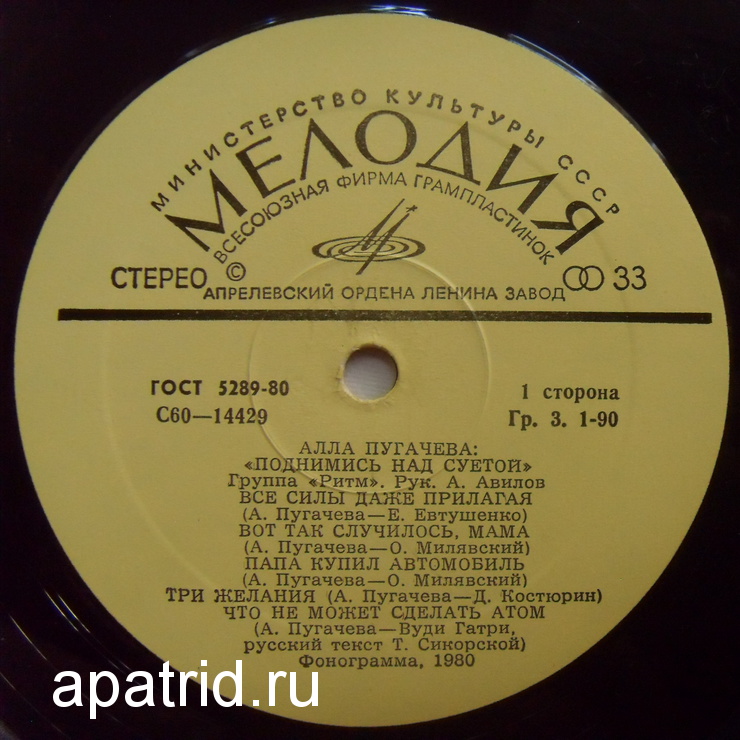 МИНИСТЕРСТВО КУЛЬТУРЫ СССР
МЕЛОДИЯ
ВСЕСОЮЗНАЯ ФИРМА ГРАМПЛАСТИНОК
СТЕРЕО © 33
АПРЕЛЕВСКИЙ ОРДЕНА ЛЕНИНА ЗАВОД
ГОСТ 5289-80 1 сторона
С60—14429 Гр. 3. 1-90
АЛЛА ПУГАЧЕВА:
«ПОДНИМИСЬ НАД СУЕТОЙ»
Группа «Ритм». Рук. А. Авилов
ВСЕ СИЛЫ ДАЖЕ ПРИЛАГАЯ
(А. Пугачева—Е. Евтушенко)
ВОТ ТАК СЛУЧИЛОСЬ, МАМА
(А. Пугачева—О. Милявский)
ПАПА КУПИЛ АВТОМОБИЛЬ
(А. Пугачева—О. Милявский)
ТРИ ЖЕЛАНИЯ (А. Пугачева—Д. Костюрин)
ЧТО НЕ МОЖЕТ СДЕЛАТЬ АТОМ
(А. Пугачева—Вуди Гатри,
русский текст Т. Сикорской)
Фонограмма, 1980
apatrid.ru